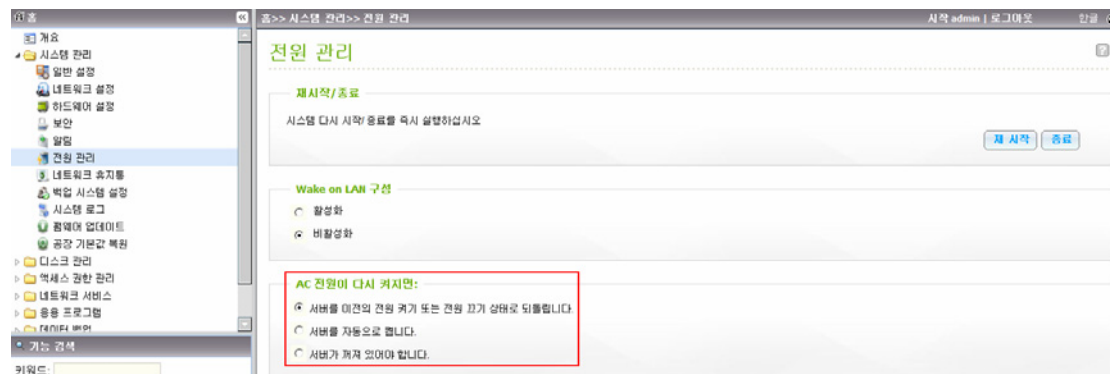 홈
홈>> 시스템 관리>> 전원 관리
시작 admin | 로그아웃
한글
개요
시스템 관리
일반 설정
네트워크 설정
하드웨어 설정
보안
알림
전원 관리
네트워크 휴지통
백업 시스템 설정
시스템 로그
펌웨어 업데이트
공장 기본값 복원
디스크 관리
액세스 권한 관리
네트워크 서비스
응용 프로그램
데이터 백업
기능 검색
키워드:
전원 관리
재시작/종료
시스템 다시 시작/종료를 즉시 실행하십시오
재 시작
종료
Wake on LAN 구성
활성화
비활성화
AC 전원이 다시 켜지면:
서버를 이전의 전원 켜기 또는 전원 끄기 상태로 되돌립니다.
서버를 자동으로 켭니다.
서버가 꺼져 있어야 합니다.